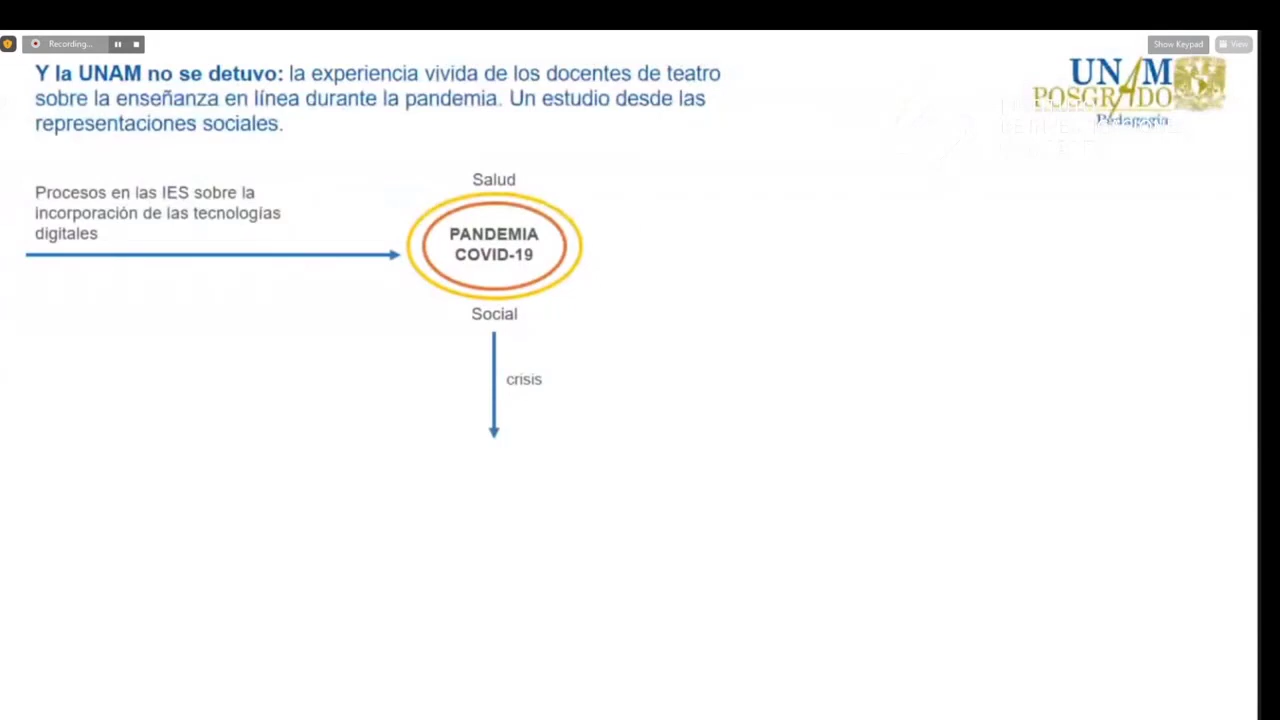 Recording...
Show Keypad
View
Y la UNAM no se detuvo: la experiencia vivida de los docentes de teatro
sobre la enseñanza en línea durante la pandemia. Un estudio desde las
representaciones sociales.
UNAM
POSGRADO
Pedagogía
Procesos en las IES sobre la
incorporación de las tecnologías
digitales
Salud
PANDEMIA
COVID-19
Social
crisis